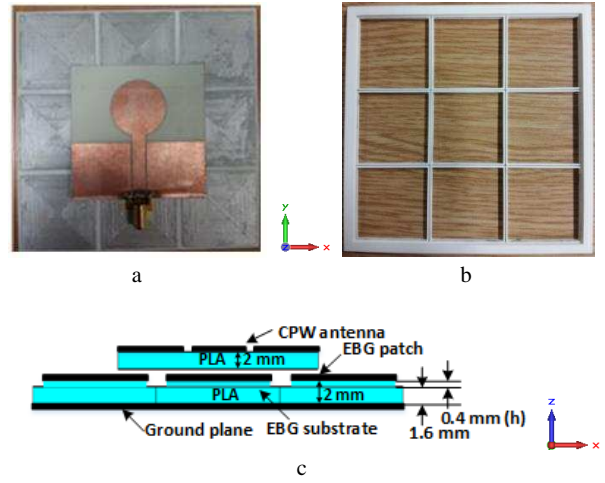 Y
Z
X
a
b
CPW antenna
EBG patch
PLA
2 mm
PLA
2 mm
0.4 mm (h)
Ground plane
EBG substrate
1.6 mm
Z
X
c